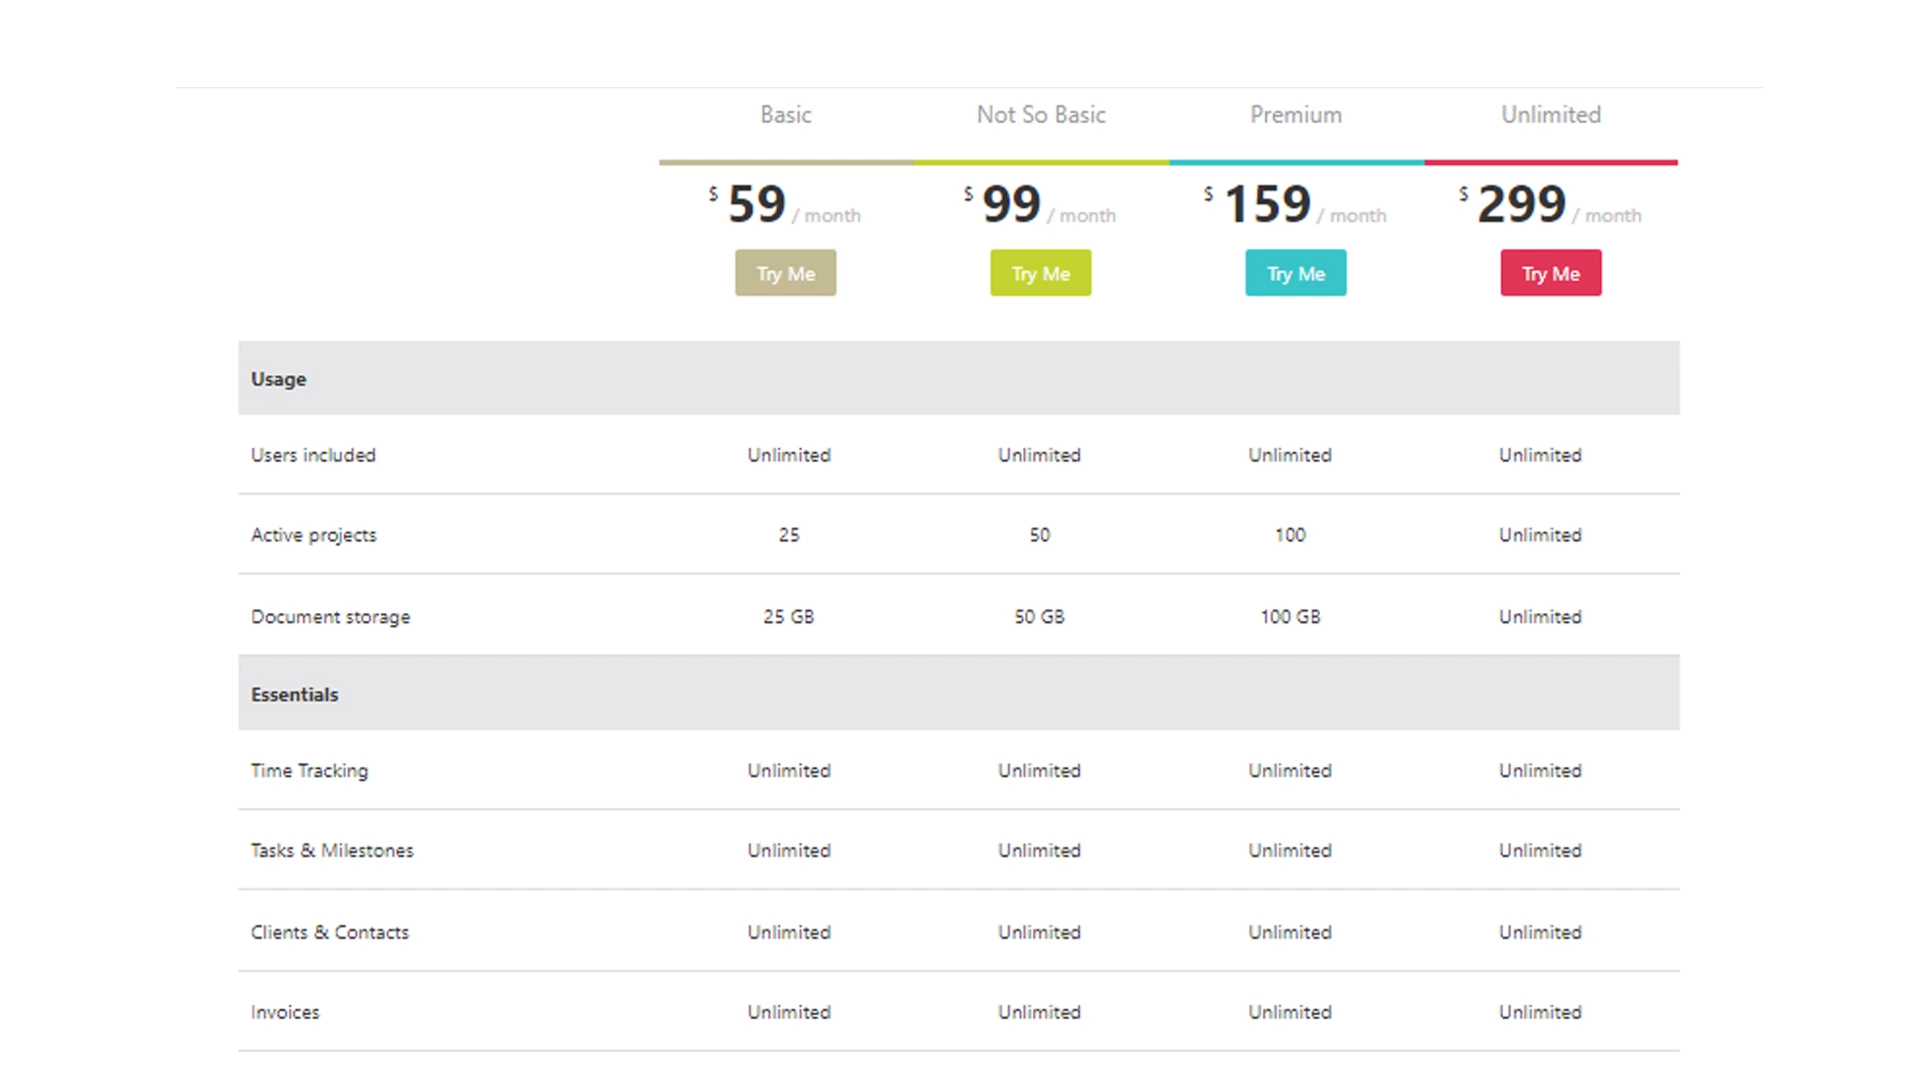 Basic Not So Basic Premium Unlimited
$ 59 / month $ 99 / month $ 159 / month $ 299 / month
Try Me Try Me Try Me Try Me
Usage
Users included Unlimited Unlimited Unlimited Unlimited
Active projects 25 50 100 Unlimited
Document storage 25 GB 50 GB 100 GB Unlimited
Essentials
Time Tracking Unlimited Unlimited Unlimited Unlimited
Tasks & Milestones Unlimited Unlimited Unlimited Unlimited
Clients & Contacts Unlimited Unlimited Unlimited Unlimited
Invoices Unlimited Unlimited Unlimited Unlimited